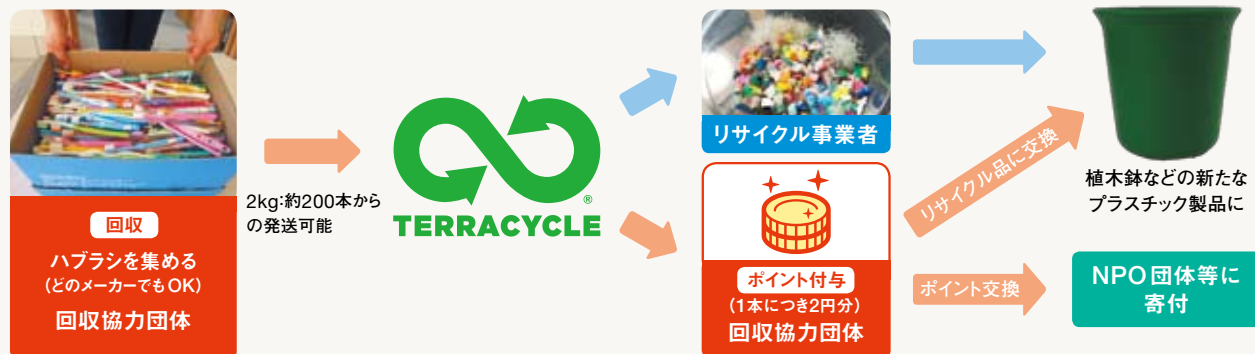 回収
ハブラシを集める
(どのメーカーでもOK)
回収協力団体
2kg:約200本から
の発送可能
®
TERRACYCLE
リサイクル事業者
ポイント付与
(1本につき2円分)
回収協力団体
リサイクル品に交換
ポイント交換
植木鉢などの新たな
プラスチック製品に
NPO団体等に
寄付